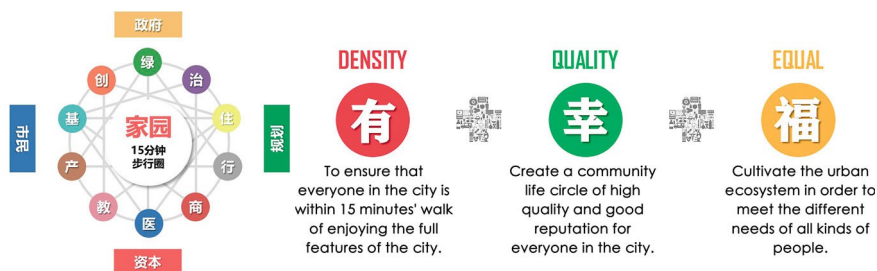 政府
市民
规划
资本
绿
治
住
行
商
医
教
产
基
创
家园
15分钟
步行圈
DENSITY
有
To ensure that
everyone in the city is
within 15 minutes' walk
of enjoying the full
features of the city.
QUALITY
幸
Create a community
life circle of high
quality and good
reputation for
everyone in the city.
EQUAL
福
Cultivate the urban
ecosystem in order to
meet the different
needs of all kinds of
people.